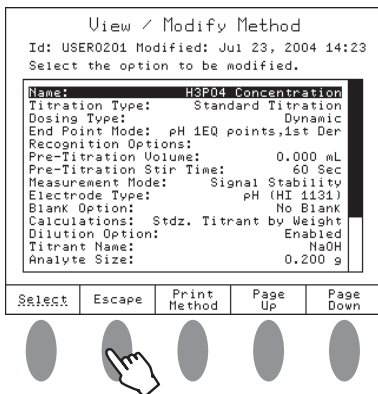 View / Modify Method
Id: USER0201 Modified: Jul 23, 2004 14:23
Select the option to be modified.
Name: H3PO4 Concentration
Titration Type: Standard Titration
Dosing Type: Dynamic
End Point Mode: pH 1EQ points,1st Der
Recognition Options:
Pre-Titration Volume: 0.000 mL
Pre-Titration Stir Time: 60 Sec
Measurement Mode: Signal Stability
Electrode Type: pH (HI 1131)
Blank Option: No Blank
Calculations: Stdz. Titrant by Weight
Dilution Option: Enabled
Titrant Name: NaOH
Analyte Size: 0.200 g
Select Escape Print Method Page Up Page Down